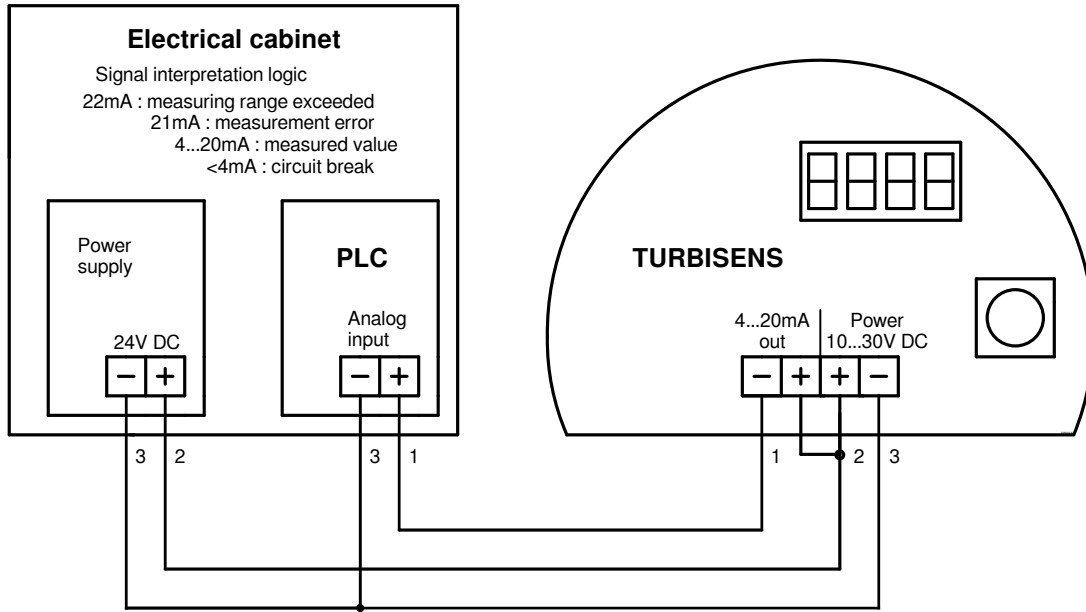 Electrical cabinet
Signal interpretation logic
22mA : measuring range exceeded
21mA : measurement error
4...20mA : measured value
<4mA : circuit break
Power
supply
24V DC
− +
PLC
Analog
input
− +
TURBISENS
4...20mA
out
Power
10...30V DC
− + + −
3 2 3 1 1 2 3